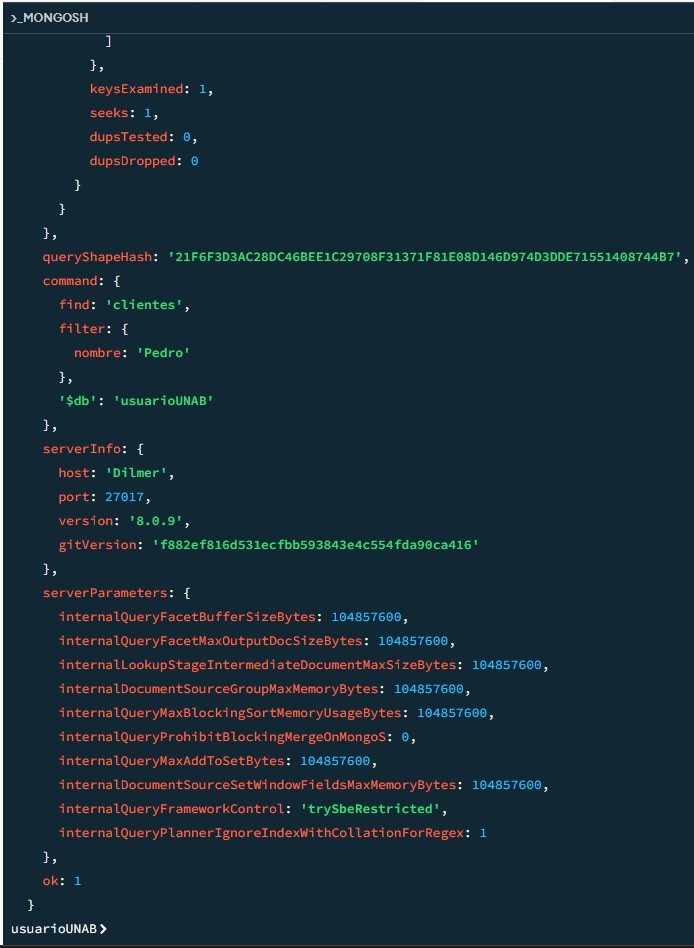 >_MONGOSH
]
},
keysExamined: 1,
seeks: 1,
dupsTested: 0,
dupsDropped: 0
}
}
},
queryShapeHash: '21F6F3D3AC28DC46BEE1C29708F31371F81E08D146D974D3DDE71551408744B7',
command: {
find: 'clientes',
filter: {
nombre: 'Pedro'
},
'$db': 'usuarioUNAB'
},
serverInfo: {
host: 'Dilmer',
port: 27017,
version: '8.0.9',
gitVersion: 'f882ef816d531ecfbb593843e4c554fda90ca416'
},
serverParameters: {
internalQueryFacetBufferSizeBytes: 104857600,
internalQueryFacetMaxOutputDocSizeBytes: 104857600,
internalLookupStageIntermediateDocumentMaxSizeBytes: 104857600,
internalDocumentSourceGroupMaxMemoryBytes: 104857600,
internalQueryMaxBlockingSortMemoryUsageBytes: 104857600,
internalQueryProhibitBlockingMergeOnMongoS: 0,
internalQueryMaxAddToSetBytes: 104857600,
internalDocumentSourceSetWindowFieldsMaxMemoryBytes: 104857600,
internalQueryFrameworkControl: 'trySbeRestricted',
internalQueryPlannerIgnoreIndexWithCollationForRegex: 1
},
ok: 1
}
usuarioUNAB>